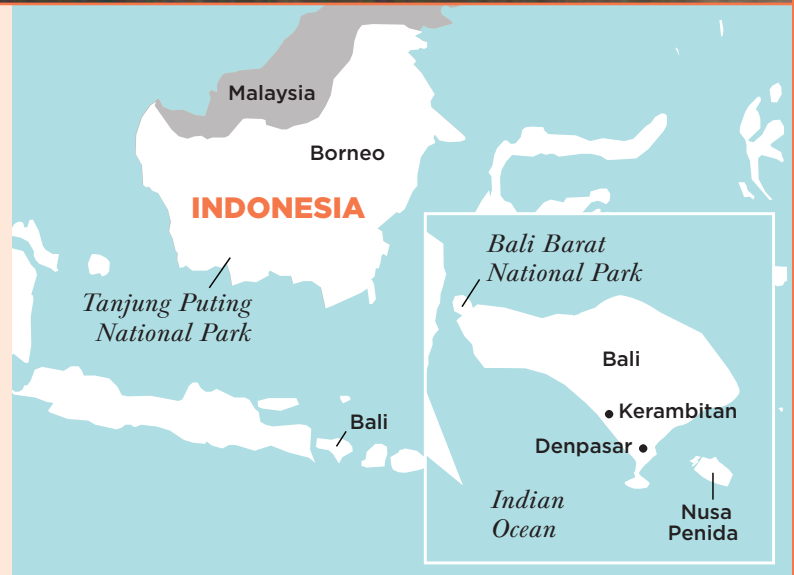 Malaysia
Borneo
INDONESIA
Tanjung Puting
National Park
Bali
Bali Barat
National Park
Bali
Kerambitan
Denpasar
Indian
Ocean
Nusa
Penida